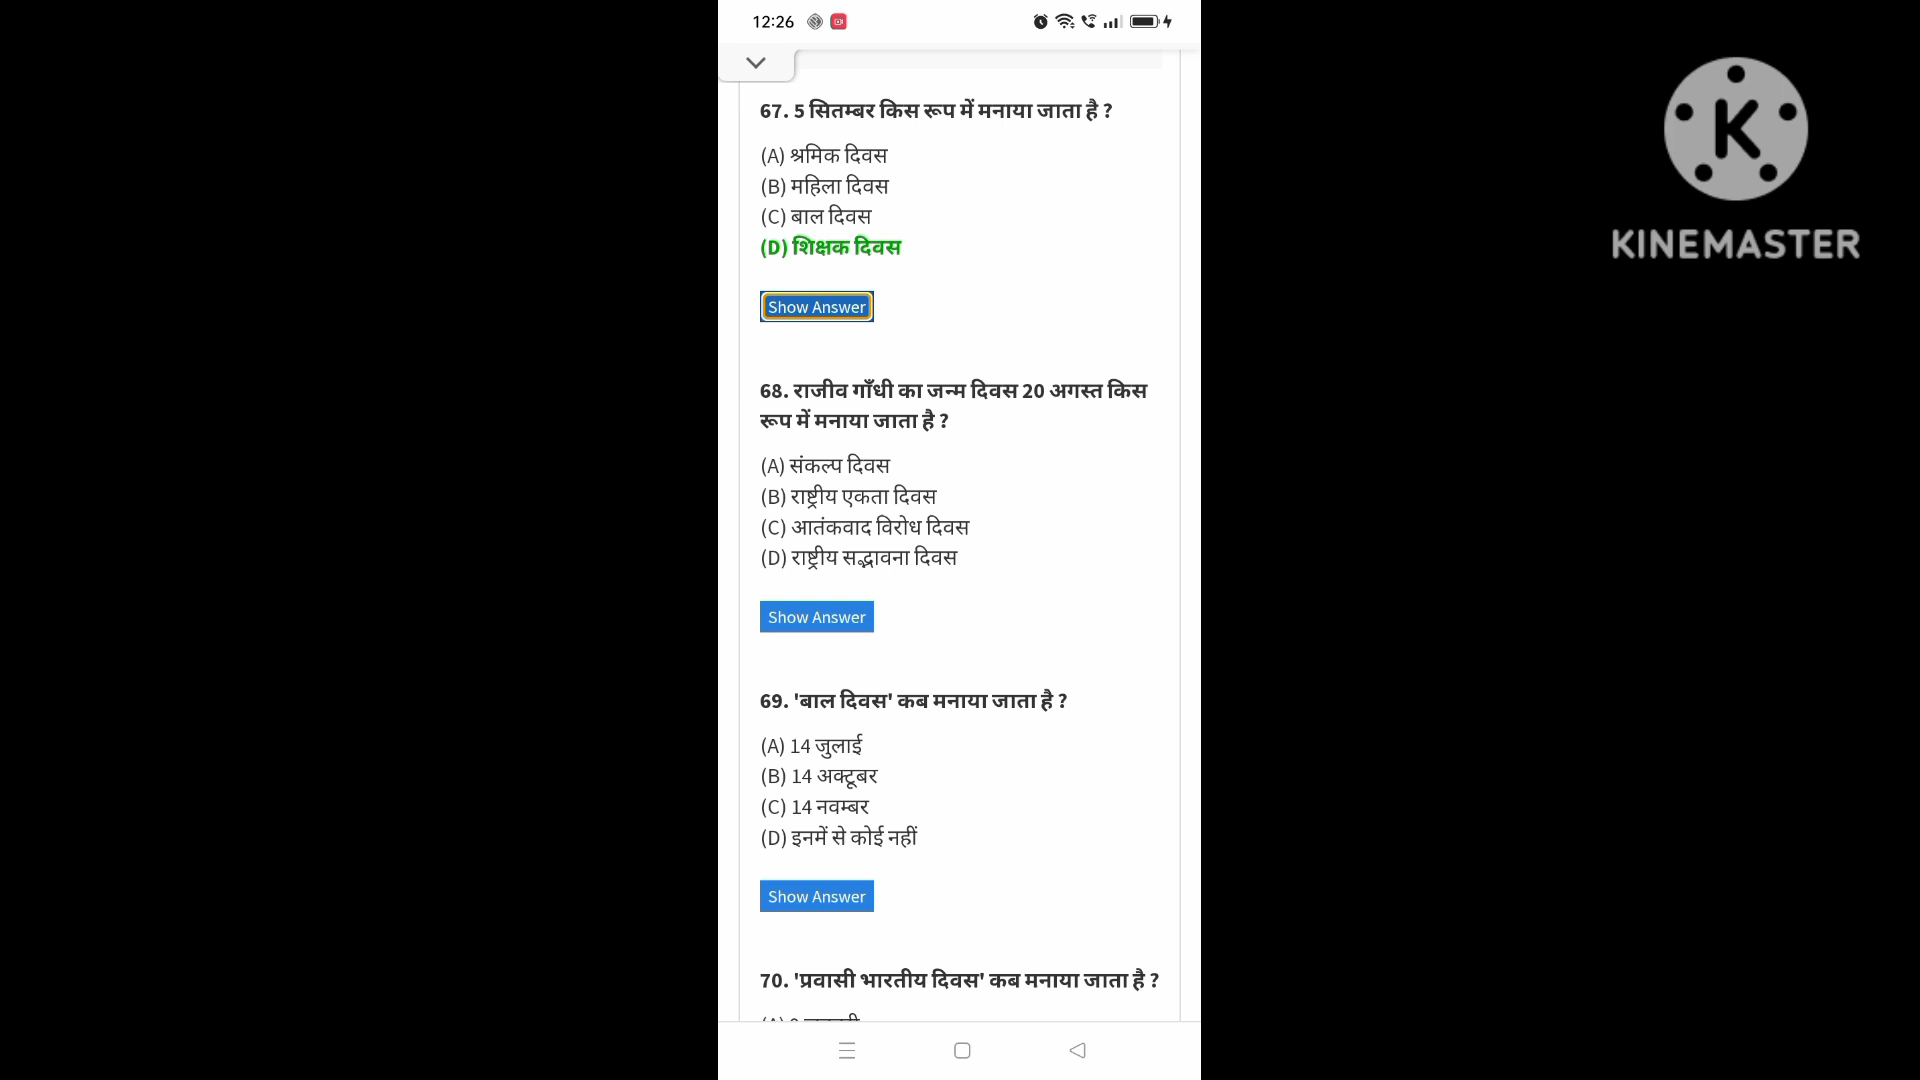 12:26
67. 5 सितम्बर किस रूप में मनाया जाता है ?
(A) श्रमिक दिवस
(B) महिला दिवस
(C) बाल दिवस
(D) शिक्षक दिवस
Show Answer
68. राजीव गाँधी का जन्म दिवस 20 अगस्त किस
रूप में मनाया जाता है ?
(A) संकल्प दिवस
(B) राष्ट्रीय एकता दिवस
(C) आतंकवाद विरोध दिवस
(D) राष्ट्रीय सद्भावना दिवस
Show Answer
69. 'बाल दिवस' कब मनाया जाता है ?
(A) 14 जुलाई
(B) 14 अक्टूबर
(C) 14 नवम्बर
(D) इनमें से कोई नहीं
Show Answer
70. 'प्रवासी भारतीय दिवस' कब मनाया जाता है ?
K
KINEMASTER